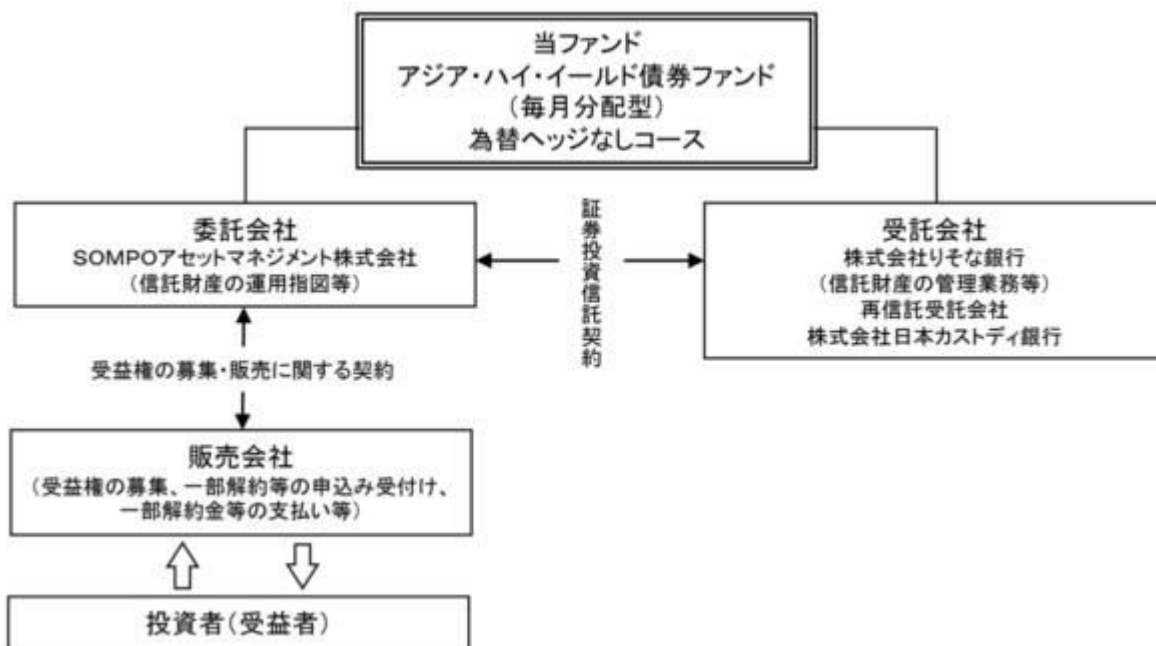 当ファンド
アジア・ハイ・イールド債券ファンド
(毎月分配型)
為替ヘッジなしコース
委託会社
SOMPOアセットマネジメント株式会社
(信託財産の運用指図等)
証券投資信託契約
受託会社
株式会社りそな銀行
(信託財産の管理業務等)
再信託受託会社
株式会社日本カストディ銀行
受益権の募集・販売に関する契約
販売会社
(受益権の募集、一部解約等の申込み受付け、
一部解約金等の支払い等)
投資者(受益者)